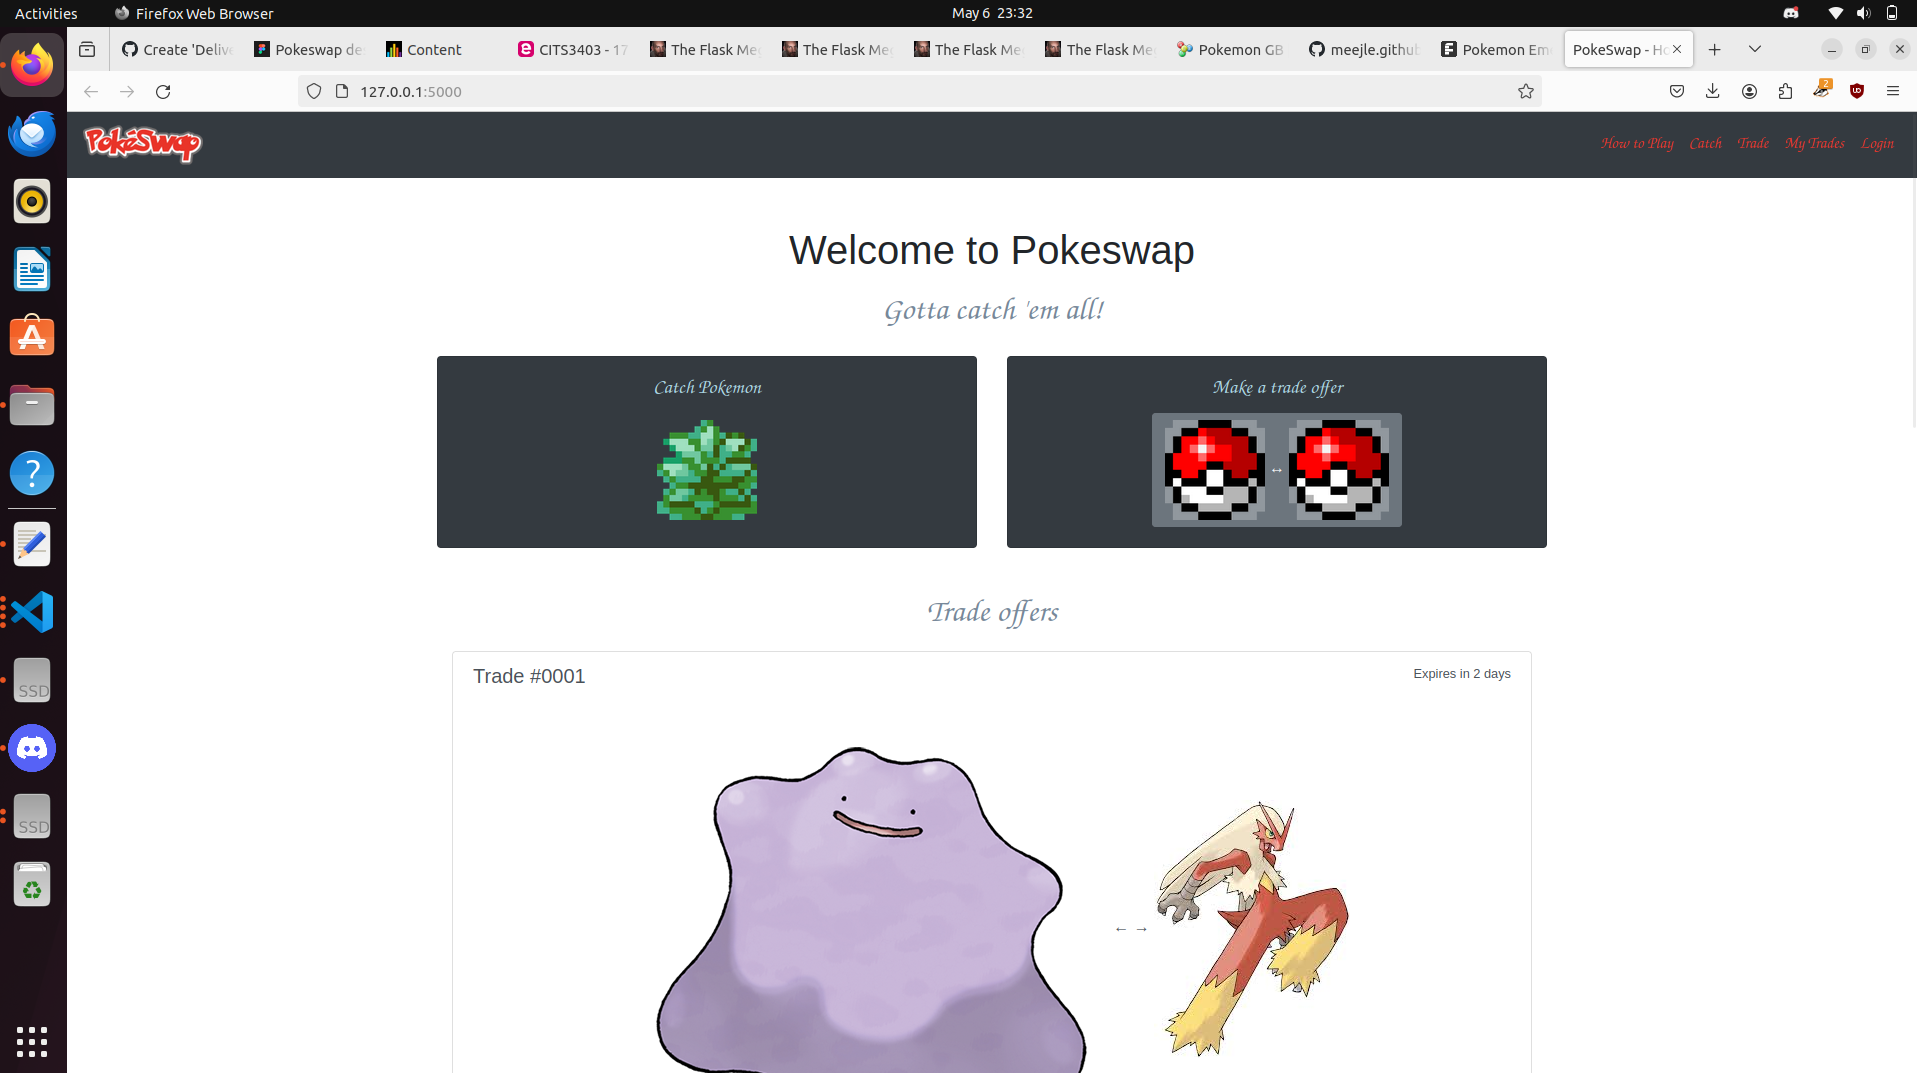 Activities
Firefox Web Browser
May 6 23:32
Create 'Delive
Pokeswap de
Content
CITS3403 - 17
The Flask Me
The Flask Me
The Flask Me
The Flask Me
Pokemon GB
meejle.github
Pokemon Em
PokeSwap - Ho
127.0.0.1:5000
2
PokéSwap
How to Play
Catch
Trade
My Trades
Login
Welcome to Pokeswap
Gotta catch 'em all!
Catch Pokemon
Make a trade offer
↔
Trade offers
Trade #0001
Expires in 2 days
← →
SSD
SSD